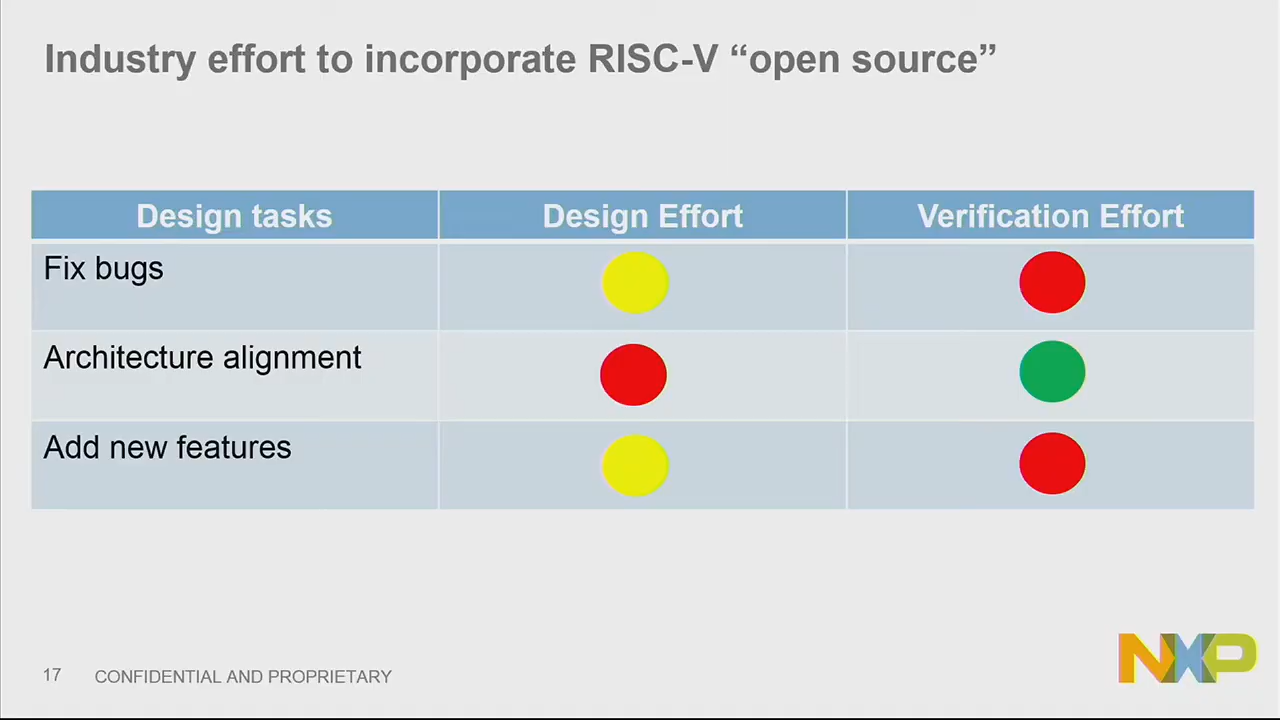 Industry effort to incorporate RISC-V “open source”
Design tasks Design Effort Verification Effort
Fix bugs
Architecture alignment
Add new features
17 CONFIDENTIAL AND PROPRIETARY
NXP